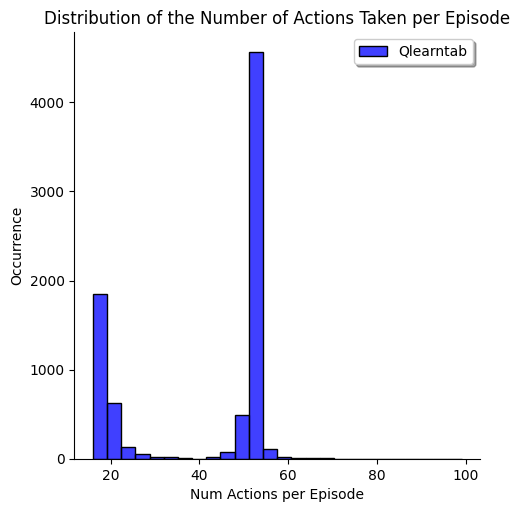 Distribution of the Number of Actions Taken per Episode
Qlearntab
4000
3000
2000
1000
0
Occurrence
20 40 60 80 100
Num Actions per Episode